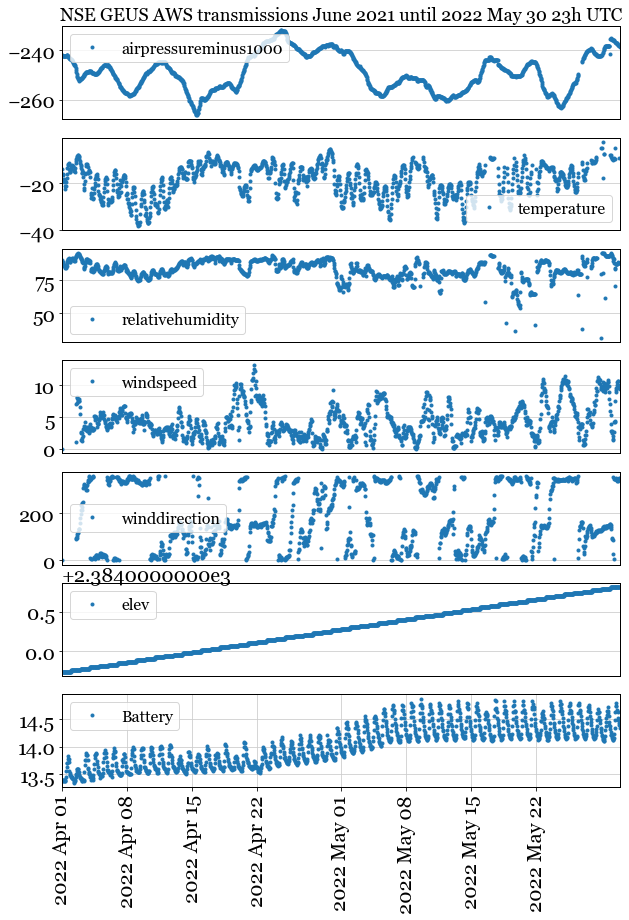 NSE GEUS AWS transmissions June 2021 until 2022 May 30 23h UTC
−240
−260
airpressureminus1000
−20
−40
temperature
75
50
relativehumidity
10
5
0
windspeed
200
0
winddirection
+2.3840000000e3
0.5
0.0
elev
14.5
14.0
13.5
Battery
2022 Apr 01
2022 Apr 08
2022 Apr 15
2022 Apr 22
2022 May 01
2022 May 08
2022 May 15
2022 May 22